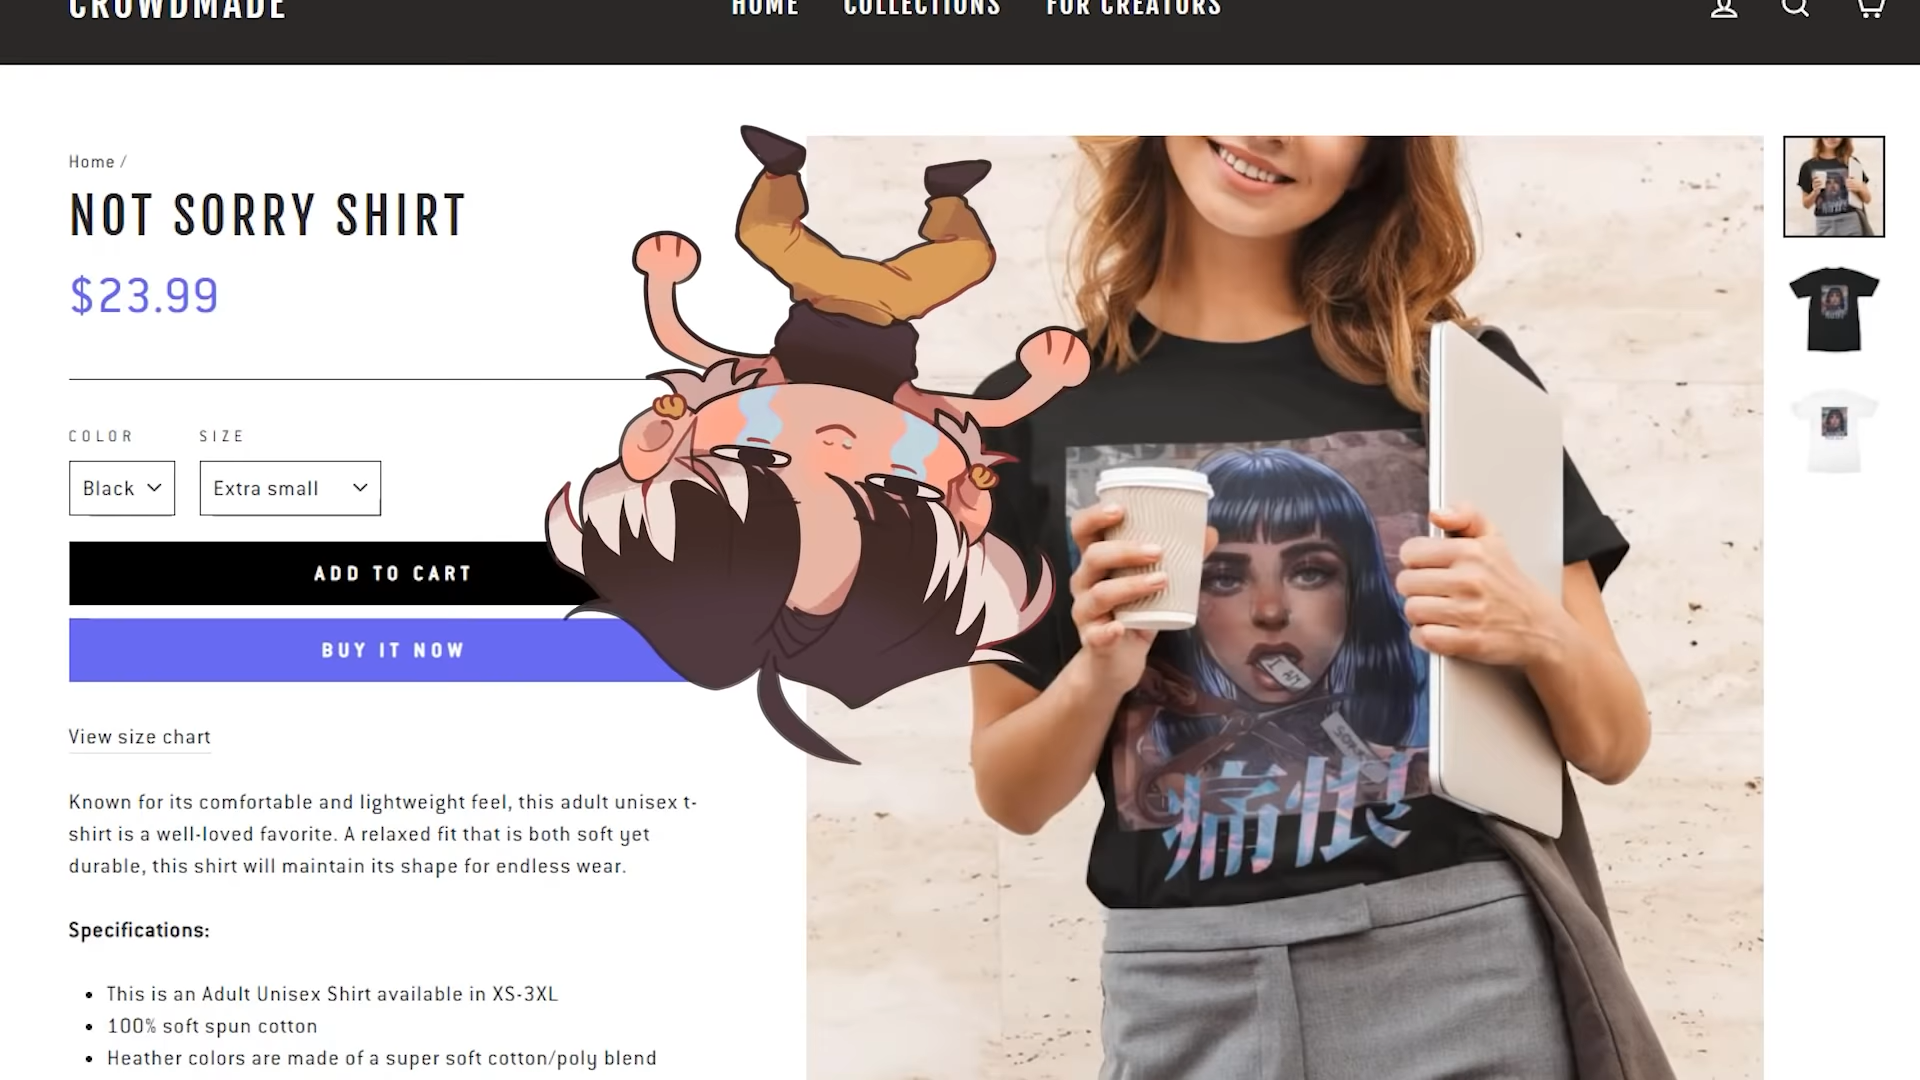 CROWDMADE
HOME COLLECTIONS FOR CREATORS
Home /
NOT SORRY SHIRT
$23.99
COLOR SIZE
Black Extra small
ADD TO CART
BUY IT NOW
View size chart
Known for its comfortable and lightweight feel, this adult unisex t-
shirt is a well-loved favorite. A relaxed fit that is both soft yet
durable, this shirt will maintain its shape for endless wear.
Specifications:
• This is an Adult Unisex Shirt available in XS-3XL
• 100% soft spun cotton
• Heather colors are made of a super soft cotton/poly blend
I AM
SORRY
痛恨